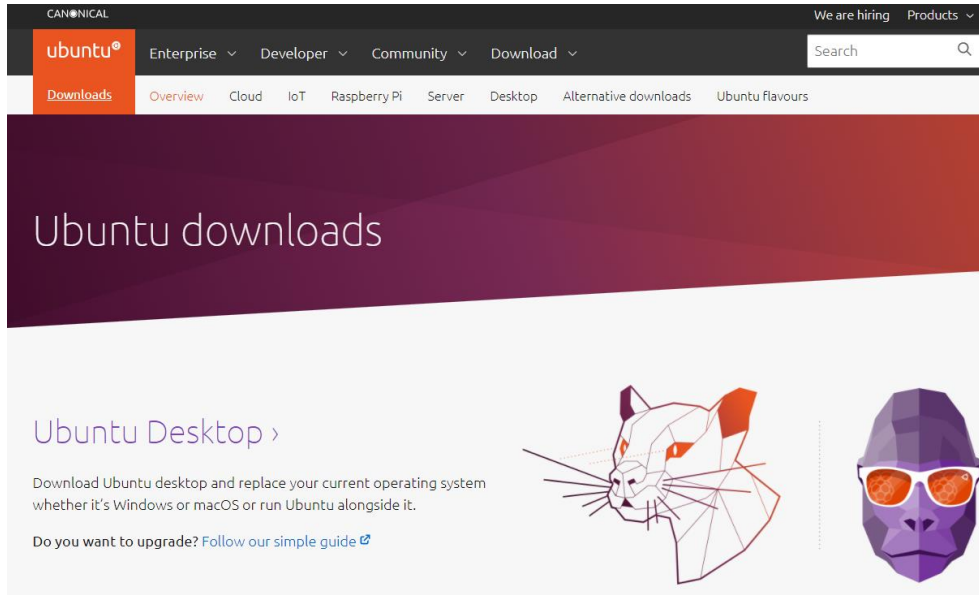 CANONICAL
We are hiring Products
ubuntu®
Enterprise Developer Community Download
Search
Downloads
Overview Cloud IoT Raspberry Pi Server Desktop Alternative downloads Ubuntu flavours
Ubuntu downloads
Ubuntu Desktop ›
Download Ubuntu desktop and replace your current operating system
whether it's Windows or macOS or run Ubuntu alongside it.
Do you want to upgrade? Follow our simple guide